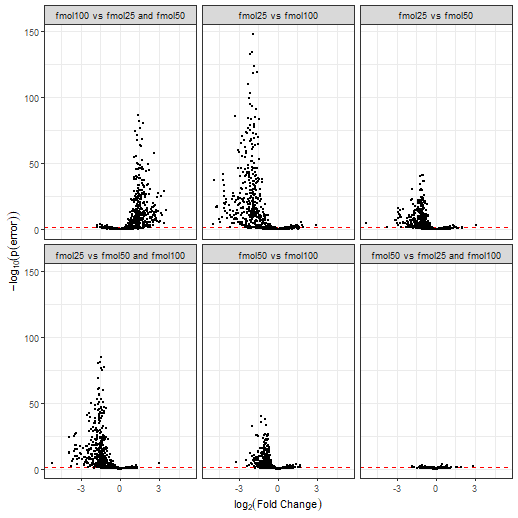 fmol100 vs fmol25 and fmol50
fmol25 vs fmol100
fmol25 vs fmol50
150
100
50
0
−log10(p(error))
fmol25 vs fmol50 and fmol100
fmol50 vs fmol100
fmol50 vs fmol25 and fmol100
150
100
50
0
-3 0 3
-3 0 3
-3 0 3
log2(Fold Change)